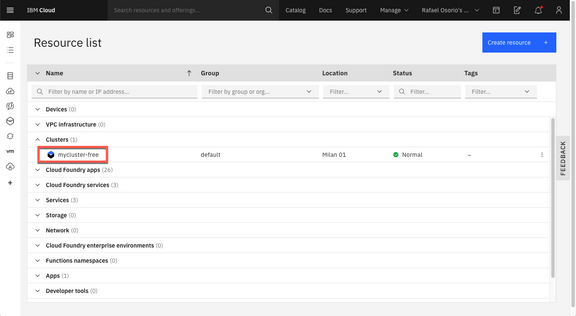 IBM Cloud
Search resources and offerings...
Catalog
Docs
Support
Manage
Rafael Osorio's ...
Resource list
Create resource +
Name
Group
Location
Status
Tags
Filter by name or IP address...
Filter by group or org...
Filter...
Filter...
Filter...
Devices (0)
VPC infrastructure (0)
Clusters (1)
mycluster-free
default
Milan 01
Normal
–
Cloud Foundry apps (26)
Cloud Foundry services (3)
Services (3)
Storage (0)
Network (0)
Cloud Foundry enterprise environments (0)
Functions namespaces (0)
Apps (1)
Developer tools (0)
FEEDBACK
vm